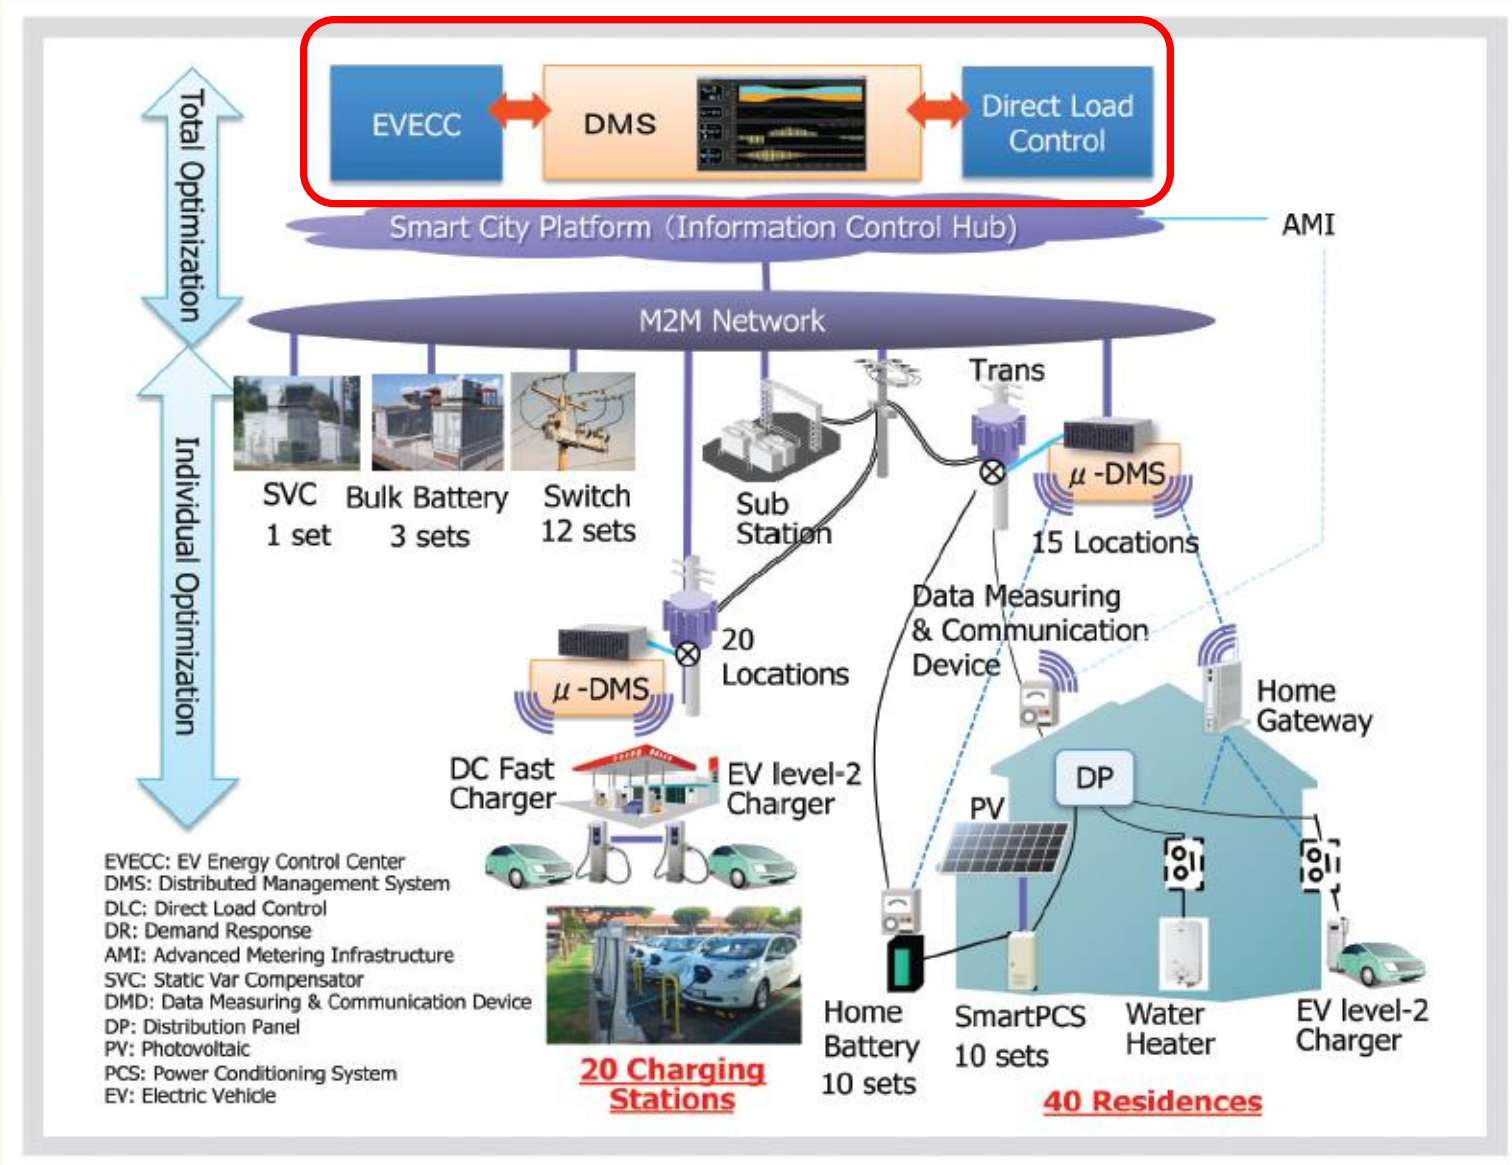 EVECC
DMS
Direct Load
Control
Total Optimization
Smart City Platform (Information Control Hub)
AMI
M2M Network
Individual Optimization
SVC
1 set
Bulk Battery
3 sets
Switch
12 sets
Sub
Station
Trans
μ-DMS
15 Locations
Data Measuring
& Communication
Device
20
Locations
μ-DMS
Home
Gateway
DC Fast
Charger
EV level-2
Charger
DP
PV
EVECC: EV Energy Control Center
DMS: Distributed Management System
DLC: Direct Load Control
DR: Demand Response
AMI: Advanced Metering Infrastructure
SVC: Static Var Compensator
DMD: Data Measuring & Communication Device
DP: Distribution Panel
PV: Photovoltaic
PCS: Power Conditioning System
EV: Electric Vehicle
20 Charging
Stations
Home
Battery
10 sets
SmartPCS
10 sets
Water
Heater
EV level-2
Charger
40 Residences